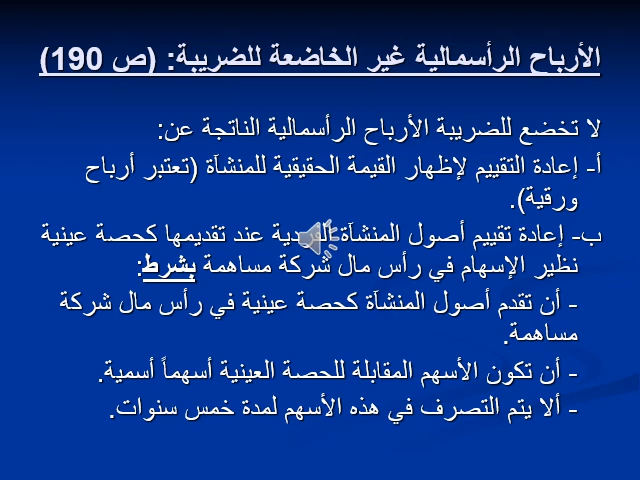 الأرباح الرأسمالية غير الخاضعة للضريبة: (ص 190)
لا تخضع للضريبة الأرباح الرأسمالية الناتجة عن:
أ- إعادة التقييم لإظهار القيمة الحقيقية للمنشآة (تعتبر أرباح
ورقية).
ب- إعادة تقييم أصول المنشآة الفردية عند تقديمها كحصة عينية
نظير الإسهام في رأس مال شركة مساهمة بشرط:
- أن تقدم أصول المنشآة كحصة عينية في رأس مال شركة
مساهمة.
- أن تكون الأسهم المقابلة للحصة العينية أسهماً أسمية.
- ألا يتم التصرف في هذه الأسهم لمدة خمس سنوات.